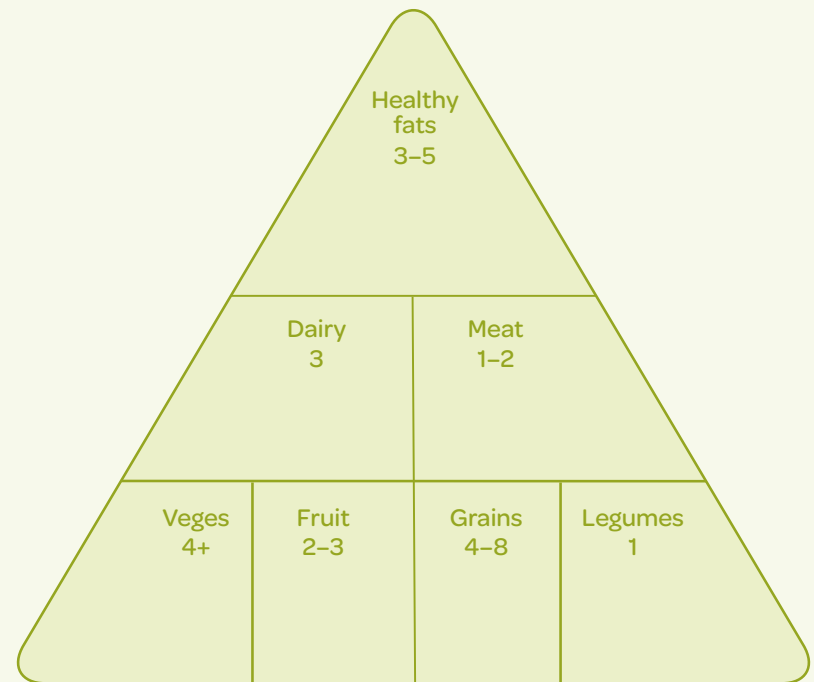 Healthy
fats
3–5
Dairy
3
Meat
1–2
Veges
4+
Fruit
2–3
Grains
4–8
Legumes
1